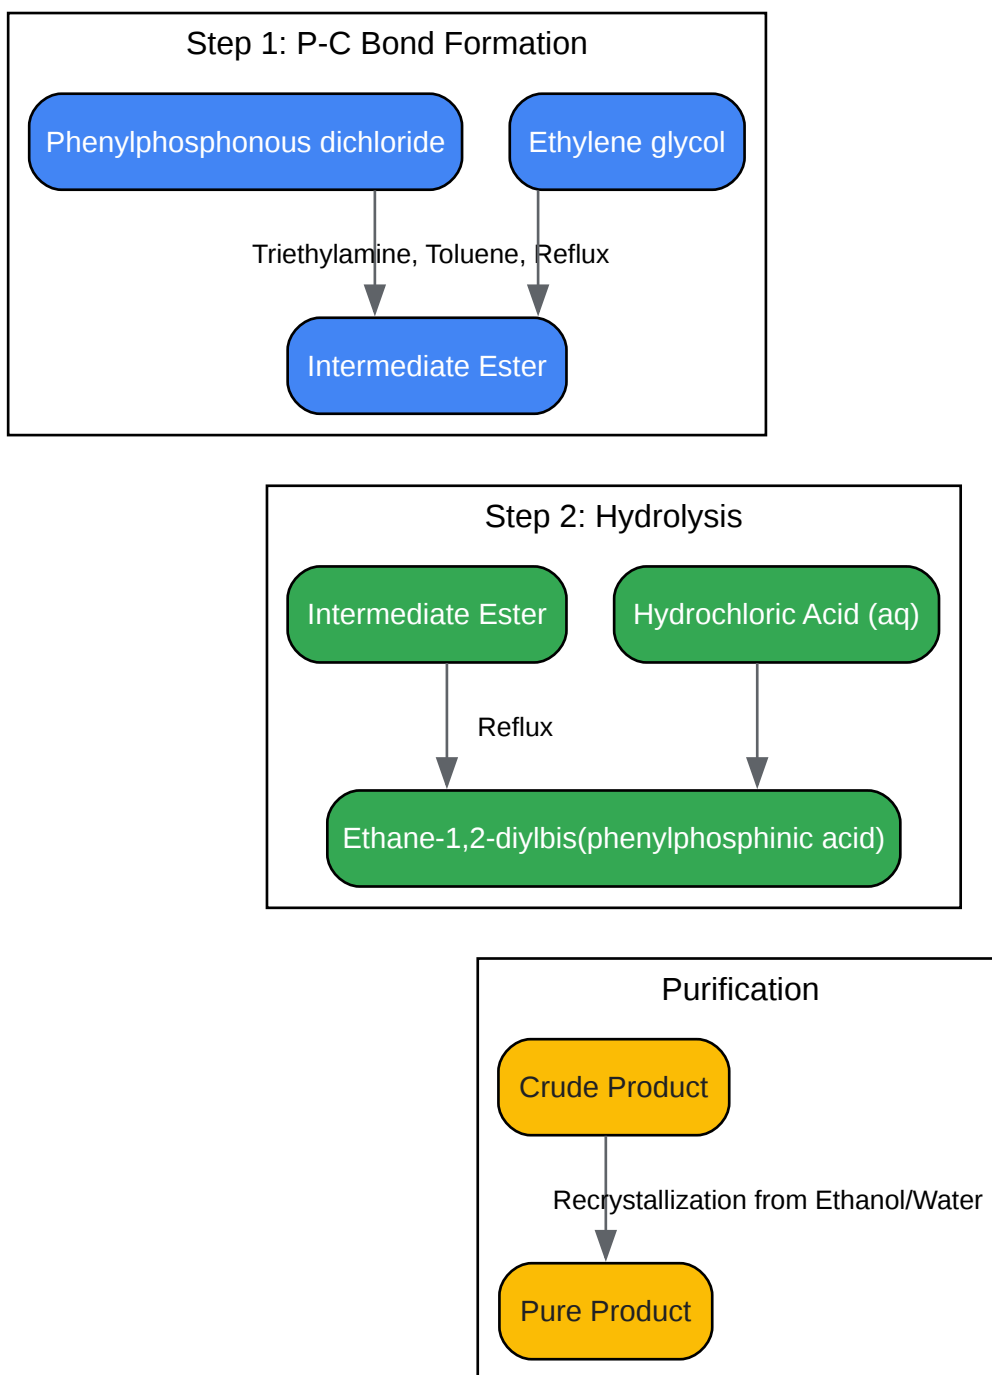 Step 1: P-C Bond Formation
Phenylphosphonous dichloride
Ethylene glycol
Triethylamine, Toluene, Reflux
Intermediate Ester
Step 2: Hydrolysis
Intermediate Ester
Hydrochloric Acid (aq)
Reflux
Ethane-1,2-diylbis(phenylphosphinic acid)
Purification
Crude Product
Recrystallization from Ethanol/Water
Pure Product